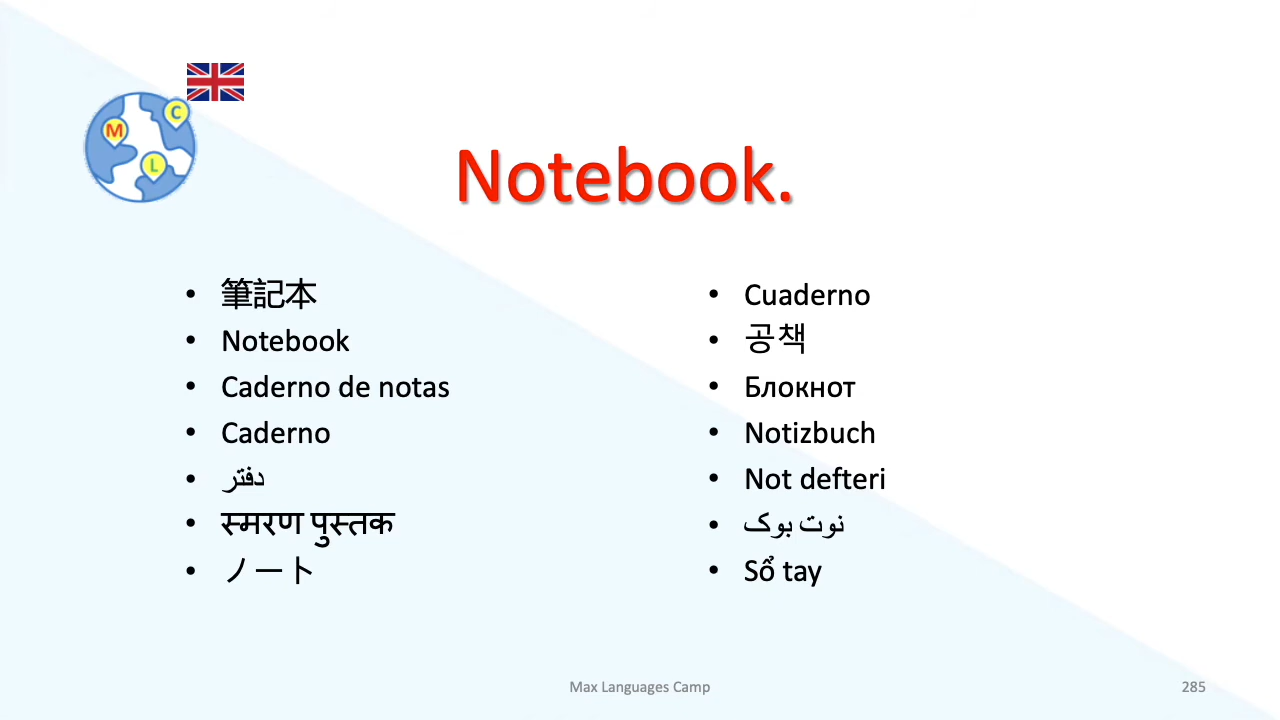 M
C
L
Notebook.
• 筆記本
• Notebook
• Caderno de notas
• Caderno
• دفتر
• स्मरण पुस्तक
• ノート
• Cuaderno
• 공책
• Блокнот
• Notizbuch
• Not defteri
• نوت بوک
• Sổ tay
Max Languages Camp
285